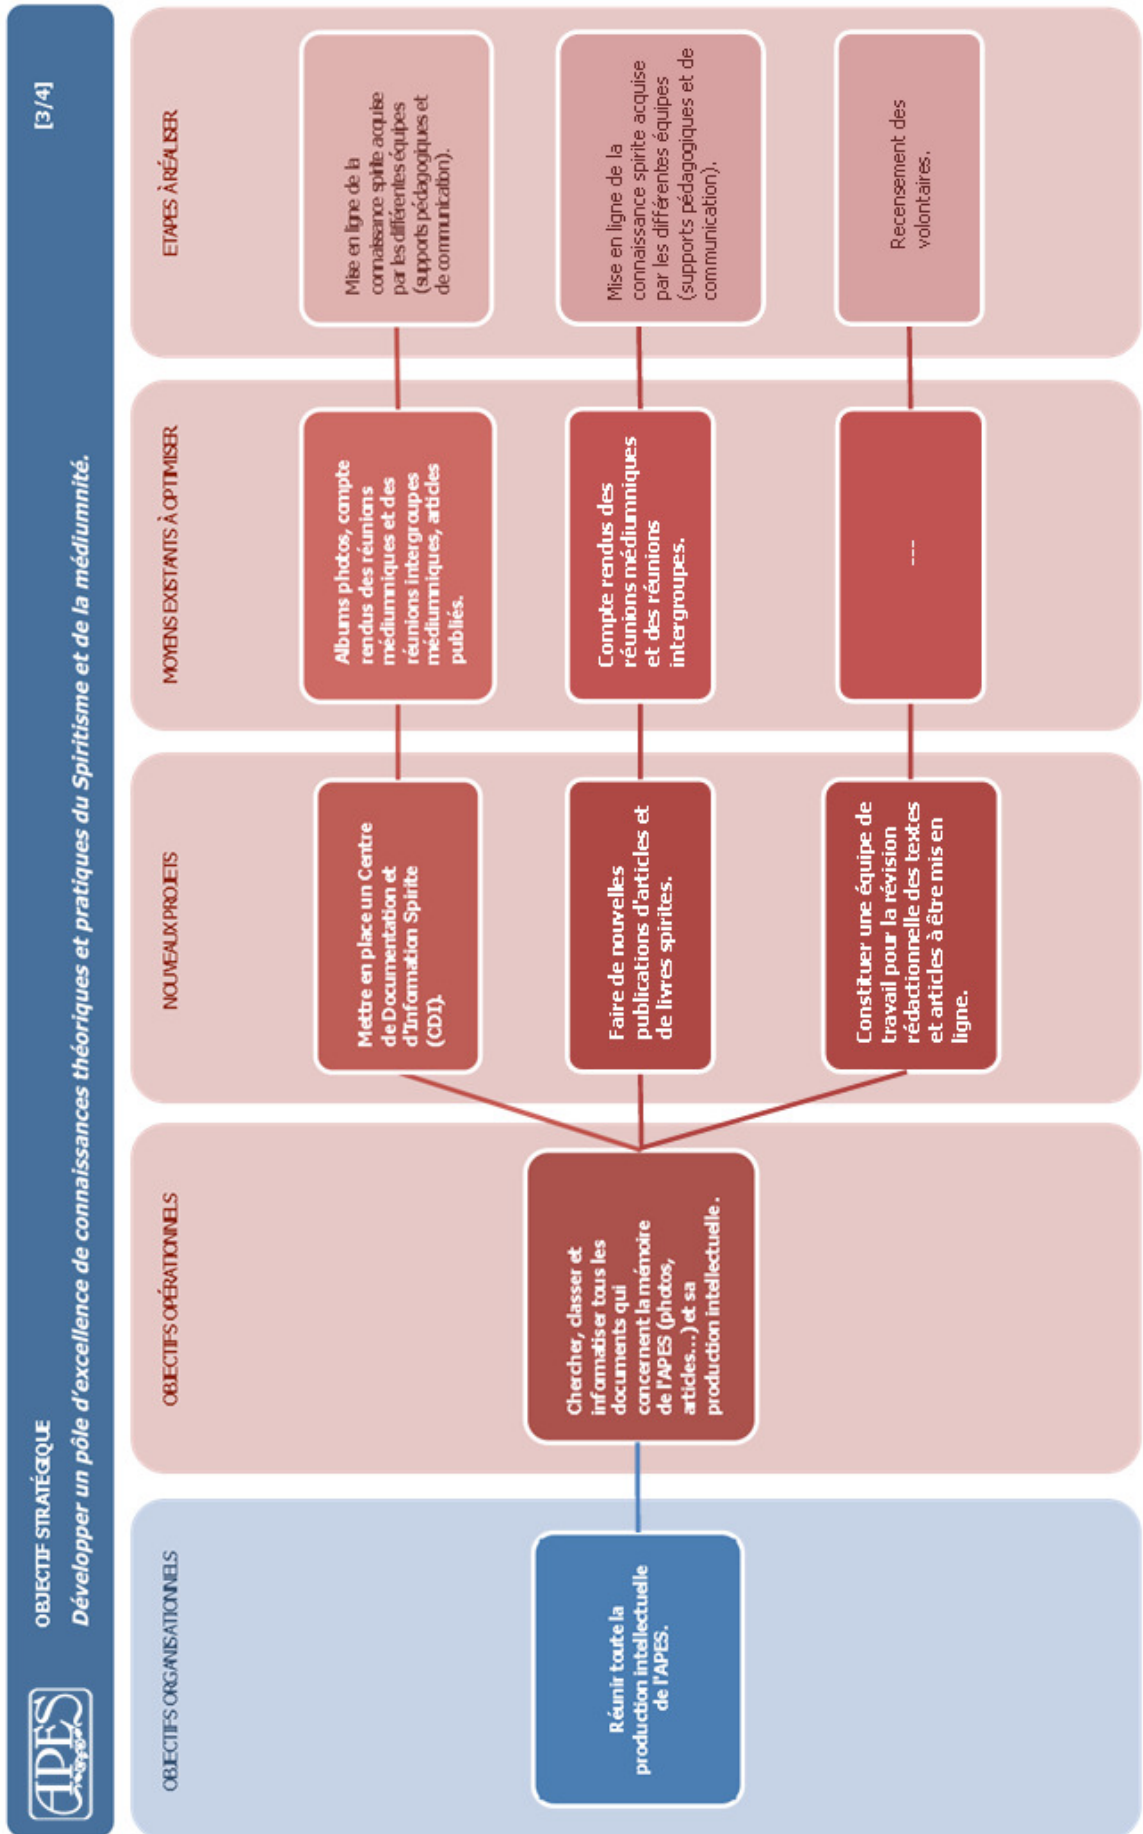 APES
OBJECTIF STRATÉGIQUE
[3/4]
Développer un pôle d'excellence de connaissances théoriques et pratiques du Spiritisme et de la médiumnité.
OBJECTIFS ORGANISATIONNELS
Réunir toute la
production intellectuelle
de l'APES.
OBJECTIFS OPÉRATIONNELS
Chercher, classer et
informatiser tous les
documents qui
concernent la mémoire
de l'APES (photos,
articles...) et sa
production intellectuelle .
NOUVEAUX PROJETS
Mettre en place un Centre
de Documentation et
d'Information Spirite
(CDI).
Faire de nouvelles
publications d'articles et
de livres spirites.
Constituer une équipe de
travail pour la révision
rédactionnelle des textes
et articles à être mis en
ligne.
MOYENS EXISTANTS À OPTIMISER
Albums photos, compte
rendus des réunions
médiumniques et des
réunions intergroupes
médiumniques, articles
publiés.
Compte rendus des
réunions médiumniques
et des réunions
intergroupes.
---
ETAPES À RÉALISER
Mise en ligne de la
connaissance spirite acquise
par les différentes équipes
(supports pédagogiques et
de communication).
Mise en ligne de la
connaissance spirite acquise
par les différentes équipes
(supports pédagogiques et de
communication).
Recensement des
volontaires.